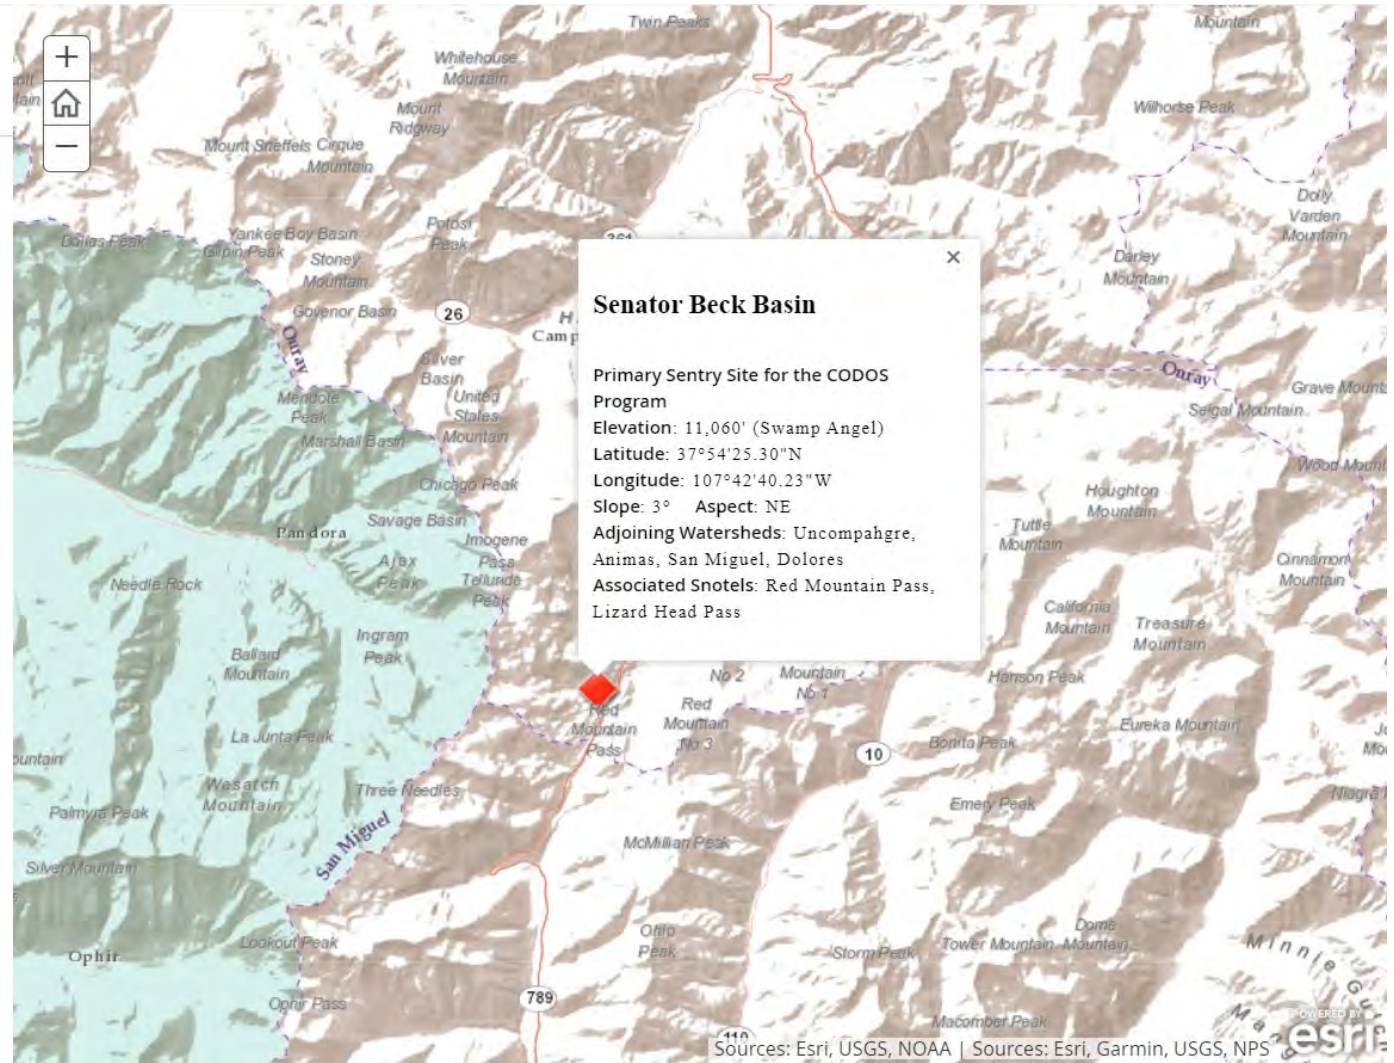 Twin Peaks
Mountain
Whitehouse
Mountain
Mount
Ridgway
Wilhorse Peak
Mount Sneffels Cirque
Mountain
Dolly
Varden
Mountain
Dallas Peak
Yankee Boy Basin
Gilpin Peak
Potosi
Peak
361
Stoney
Mountain
Darley
Mountain
Govenor Basin
26
Ouray
Camp
Silver
Basin
United
States
Mountain
Mendote
Peak
Marshall Basin
Ouray
Seigal Mountain
Chicago Peak
Savage Basin
Pandora
Imogene
Pass
Ajax
Peak
Telluride
Peak
Needle Rock
Houghton
Mountain
Tuttle
Mountain
Cinnamon
Mountain
California
Mountain
Treasure
Mountain
Ingram
Peak
Ballard
Mountain
Senator Beck Basin
Primary Sentry Site for the CODOS
Program
Elevation: 11,060' (Swamp Angel)
Latitude: 37°54'25.30"N
Longitude: 107°42'40.23"W
Slope: 3° Aspect: NE
Adjoining Watersheds: Uncompahgre,
Animas, San Miguel, Dolores
Associated Snotels: Red Mountain Pass,
Lizard Head Pass
No 2
Mountain
No 1
Hanson Peak
Red
Mountain
Pass
Red
Mountain
No 3
Eureka Mountain
La Junta Peak
10
Bonita Peak
Wasatch
Mountain
Three Needles
Palmyra Peak
Emery Peak
San Miguel
McMillian Peak
Silver Mountain
Lookout Peak
Ophir
Ohio
Peak
Storm Peak
Tower Mountain
Dome
Mountain
Minnie Gu
Ophir Pass
789
110
Macomber Peak
POWERED BY
esri
Sources: Esri, USGS, NOAA | Sources: Esri, Garmin, USGS, NPS